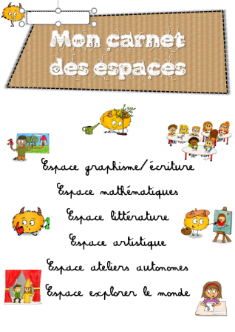 Mon carnet
des espaces
Espace graphisme/écriture
Espace mathématiques
Espace littérature
Espace artistique
Espace ateliers autonomes
Espace explorer le monde